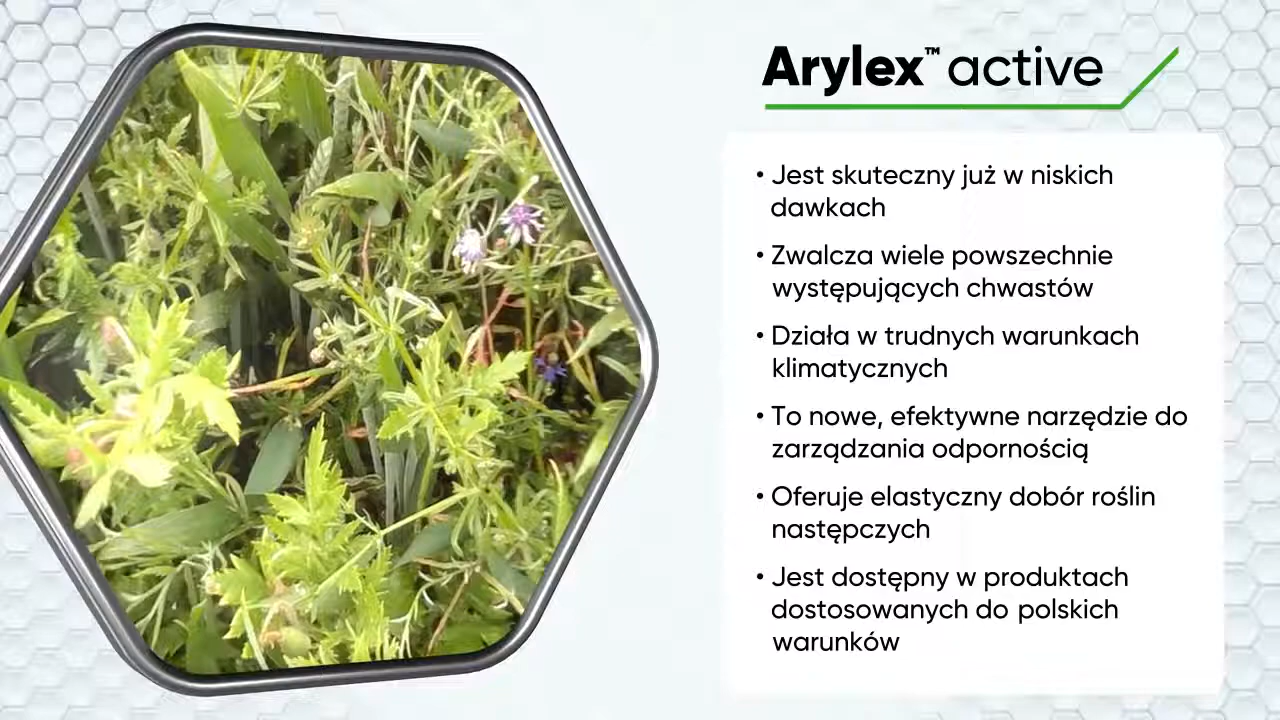 Arylex™ active
• Jest skuteczny już w niskich
dawkach
• Zwalcza wiele powszechnie
występujących chwastów
• Działa w trudnych warunkach
klimatycznych
• To nowe, efektywne narzędzie do
zarządzania odpornością
• Oferuje elastyczny dobór roślin
następczych
• Jest dostępny w produktach
dostosowanych do polskich
warunków